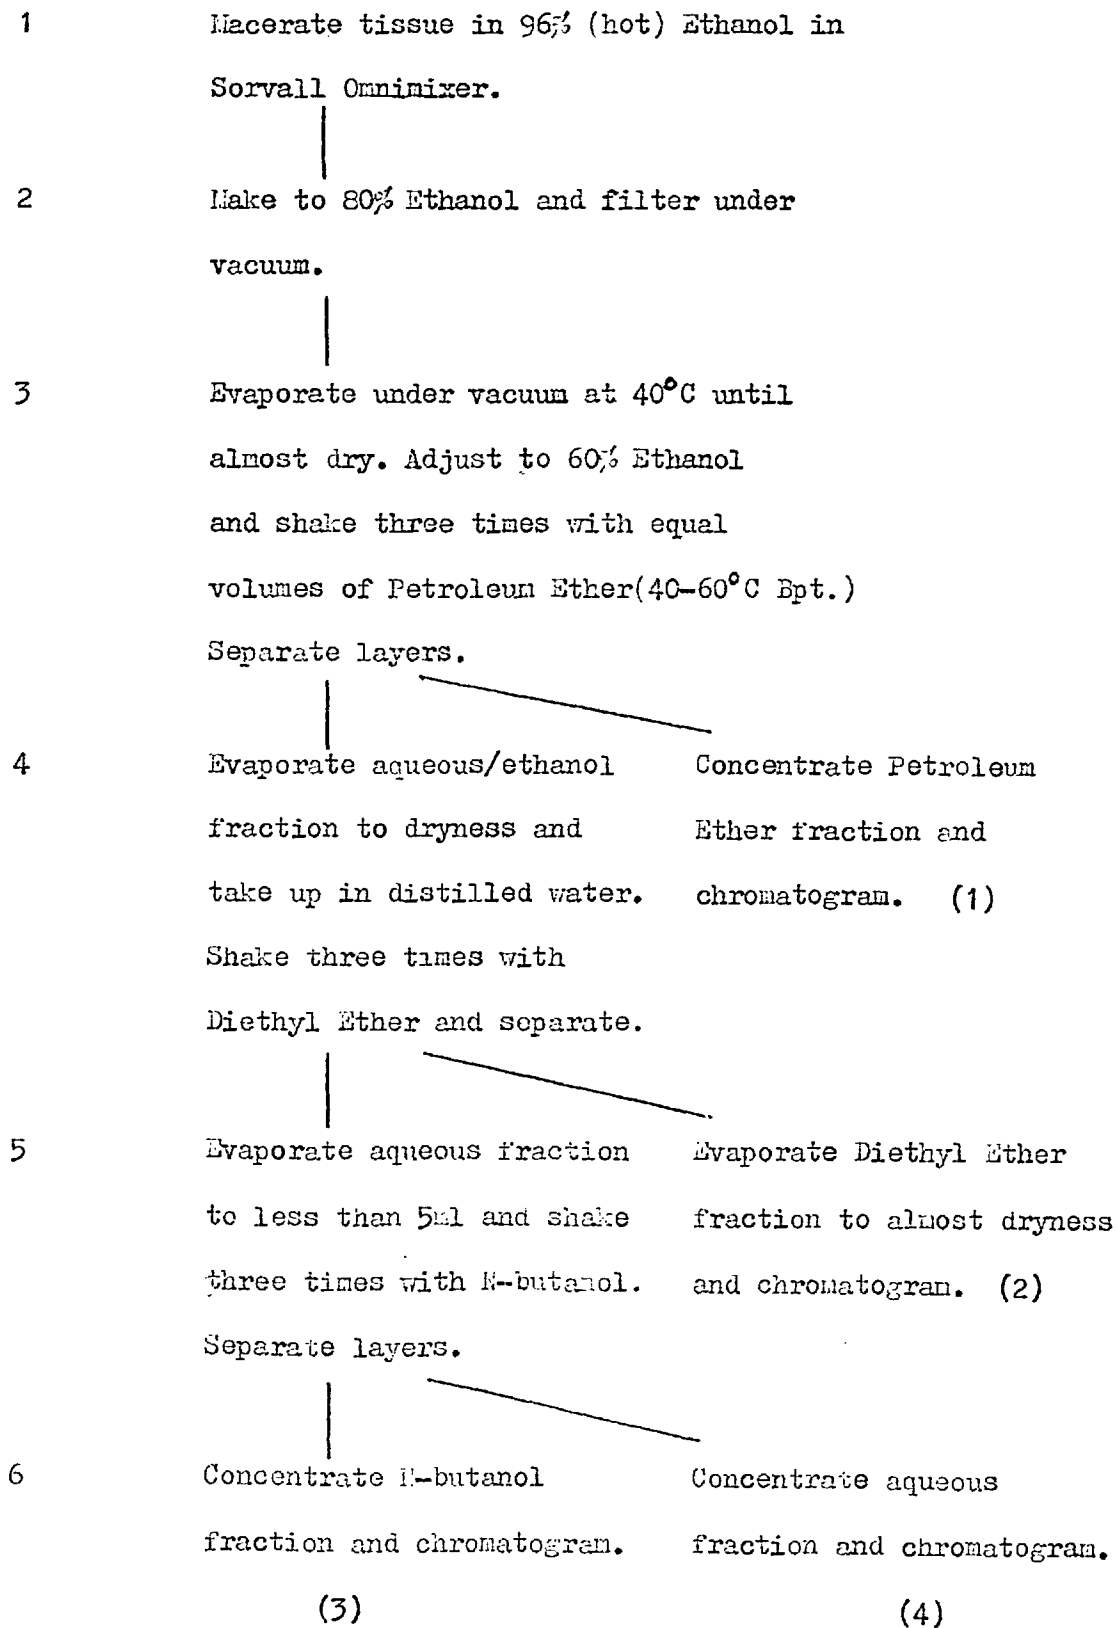 1 Macerate tissue in 96% (hot) Ethanol in
Sorvall Omnimixer.
2 Make to 80% Ethanol and filter under
vacuum.
3 Evaporate under vacuum at 40°C until
almost dry. Adjust to 60% Ethanol
and shake three times with equal
volumes of Petroleum Ether(40-60°C Bpt.)
Separate layers.
4 Evaporate aqueous/ethanol
fraction to dryness and
take up in distilled water.
Shake three times with
Diethyl Ether and separate.
Concentrate Petroleum
Ether fraction and
chromatogram. (1)
5 Evaporate aqueous fraction
to less than 5ml and shake
three times with N-butanol.
Separate layers.
Evaporate Diethyl Ether
fraction to almost dryness
and chromatogram. (2)
6 Concentrate N-butanol
fraction and chromatogram.
(3)
Concentrate aqueous
fraction and chromatogram.
(4)